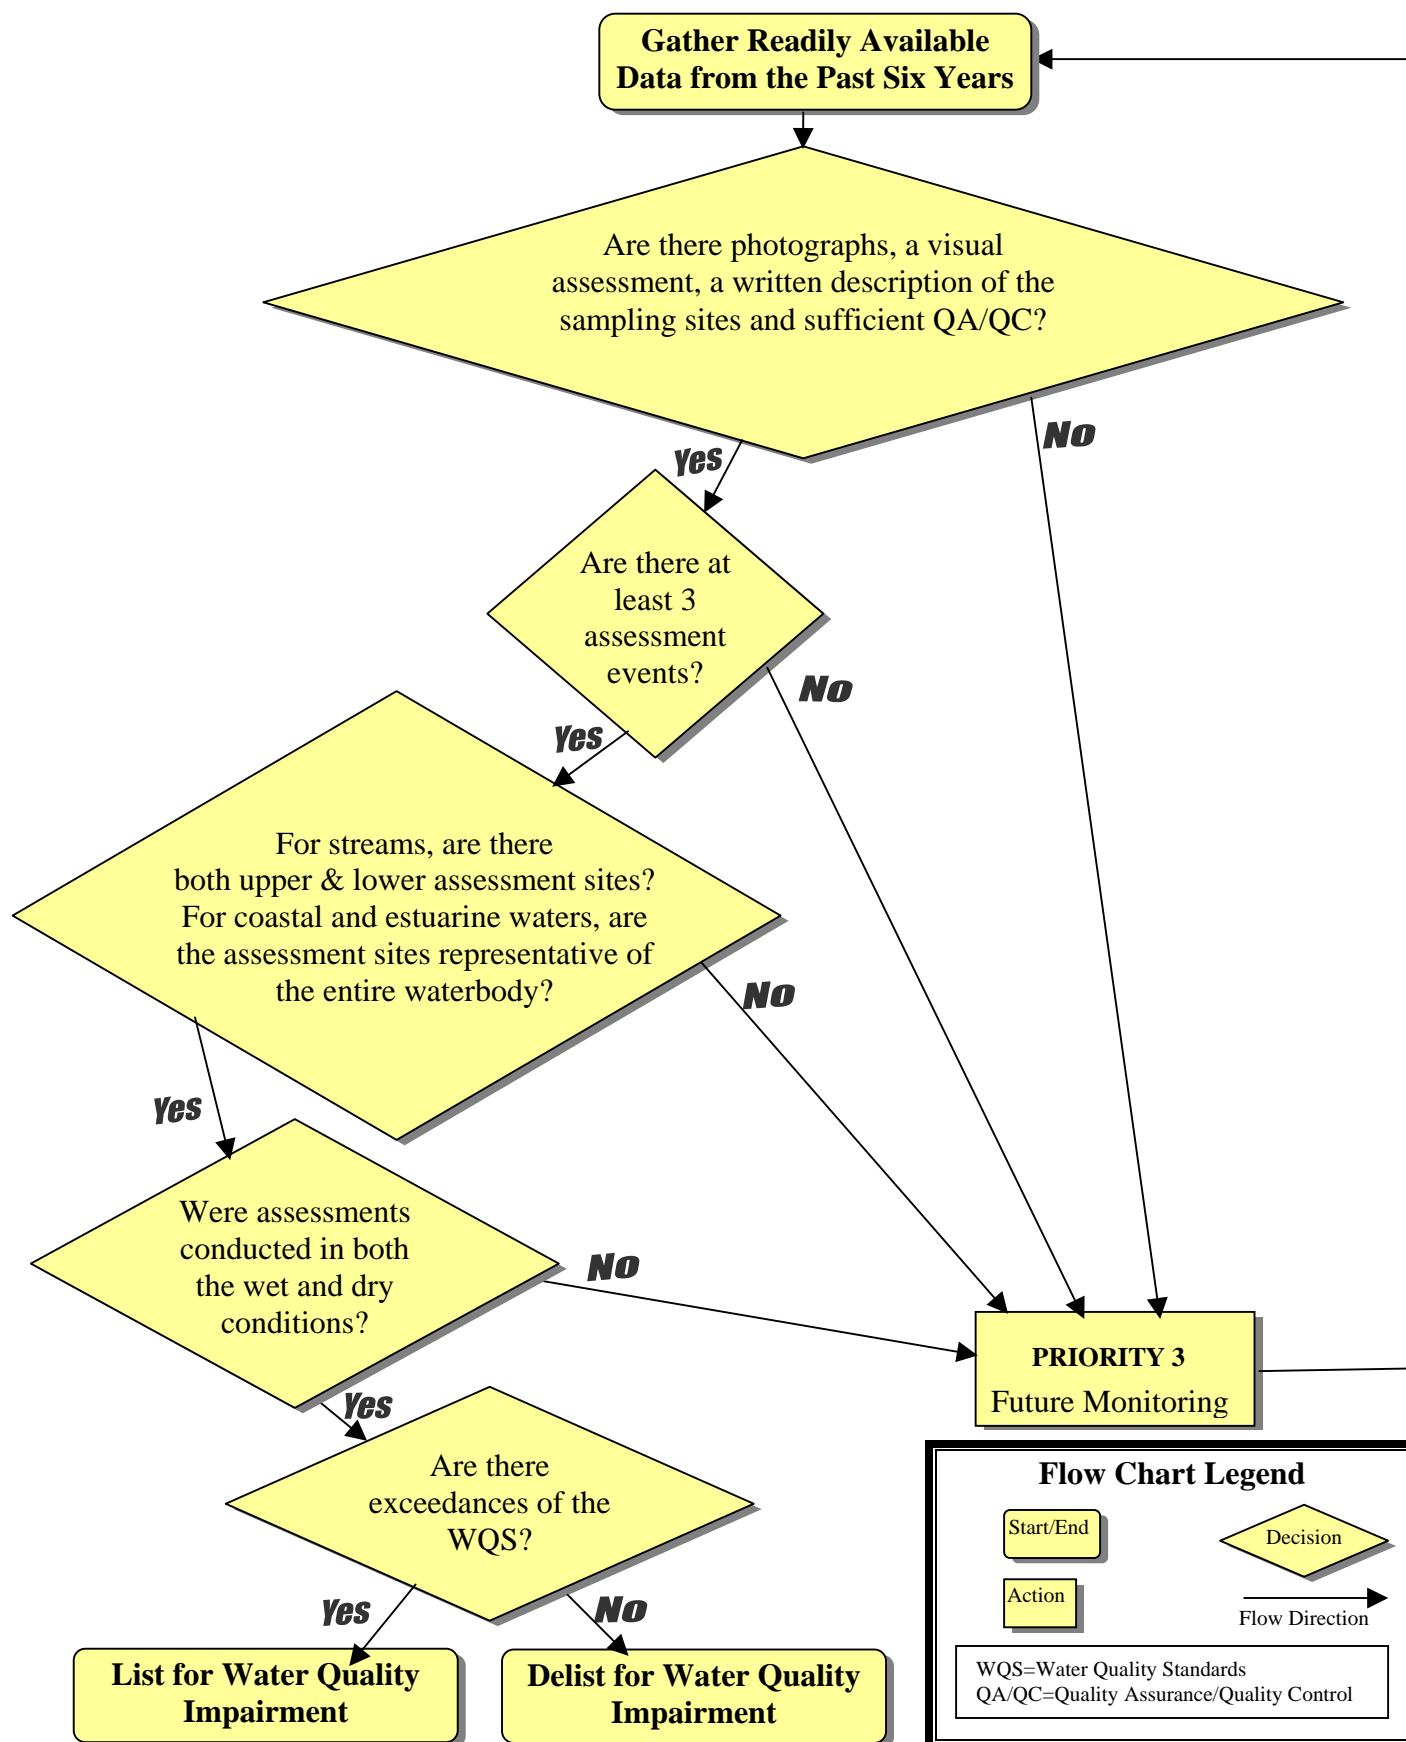 Gather Readily Available
Data from the Past Six Years
Are there photographs, a visual
assessment, a written description of the
sampling sites and sufficient QA/QC?
No
Yes
Are there at
least 3
assessment
events?
No
Yes
For streams, are there
both upper & lower assessment sites?
For coastal and estuarine waters, are
the assessment sites representative of
the entire waterbody?
No
Yes
Were assessments
conducted in both
the wet and dry
conditions?
No
PRIORITY 3
Future Monitoring
Yes
Are there
exceedances of the
WQS?
Yes
No
List for Water Quality
Impairment
Delist for Water Quality
Impairment
Flow Chart Legend
Start/End
Decision
Action
Flow Direction
WQS=Water Quality Standards
QA/QC=Quality Assurance/Quality Control